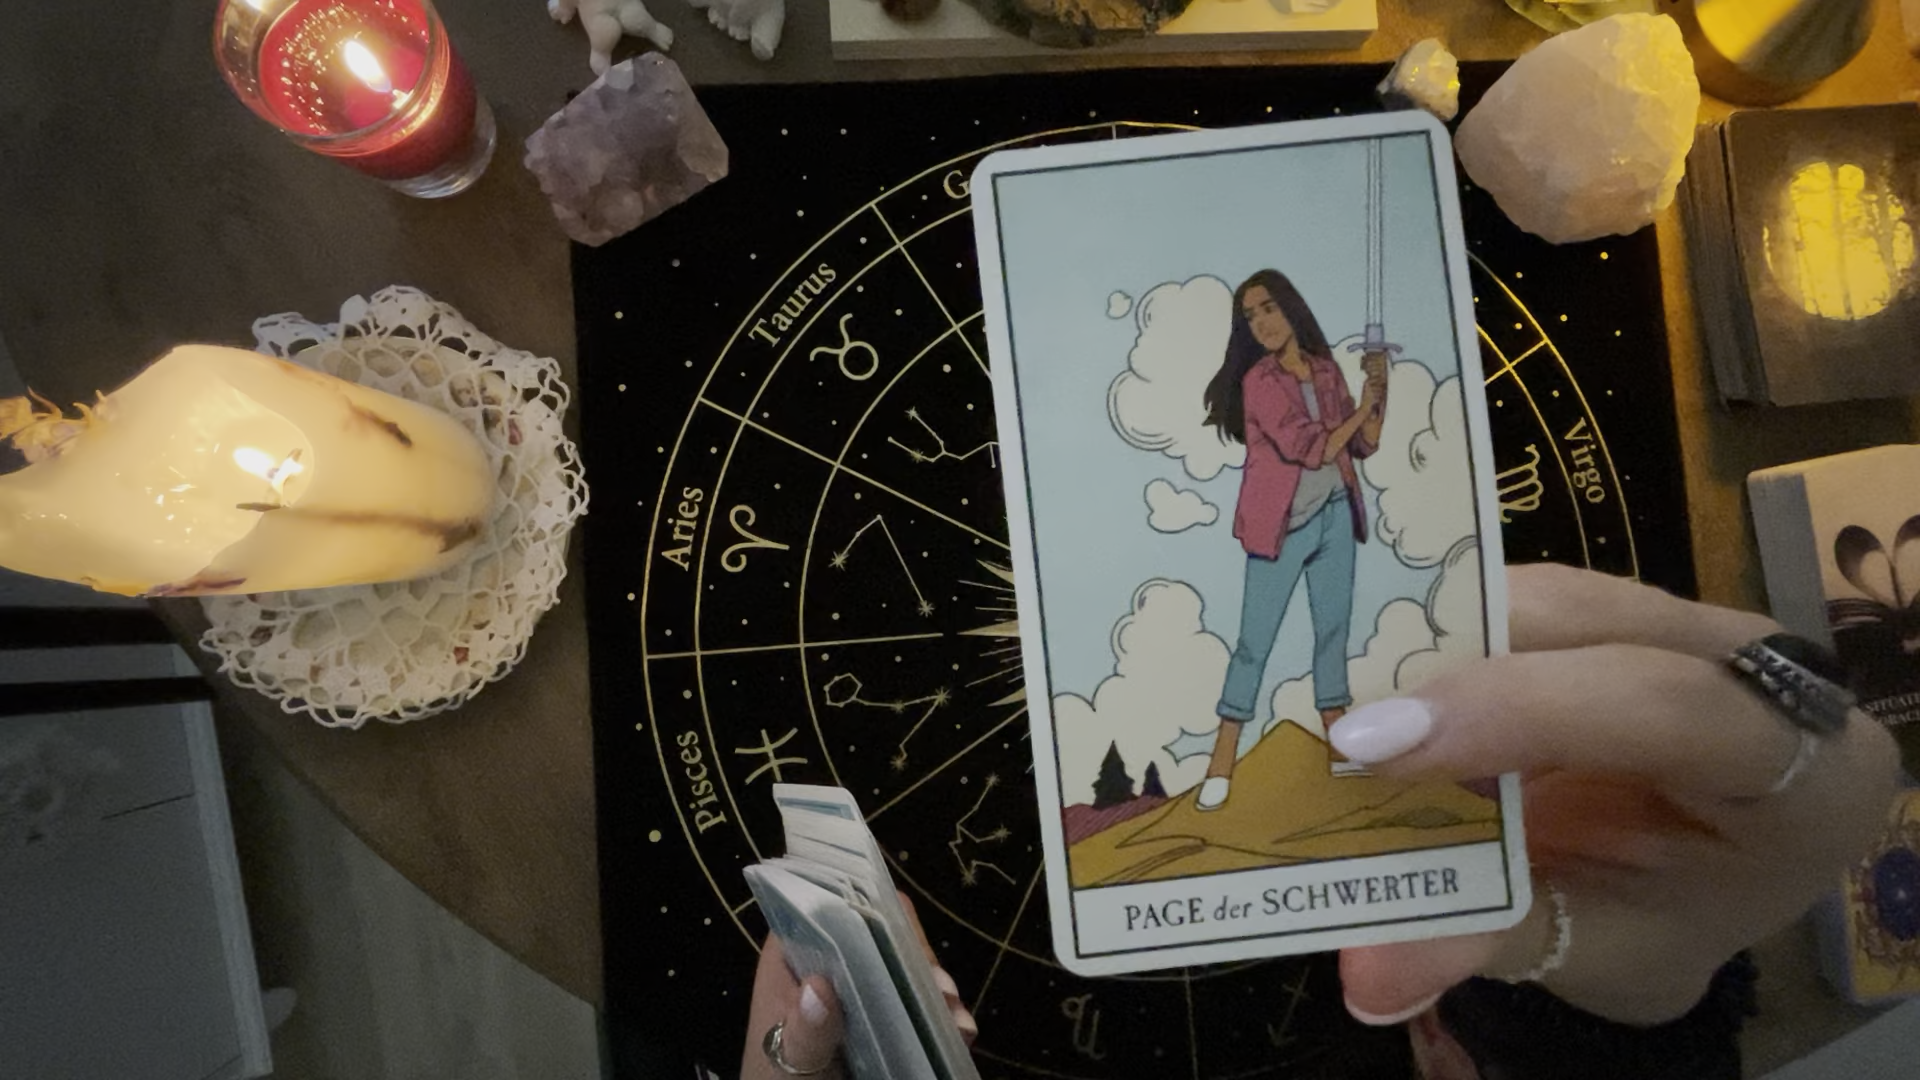 Taurus
Aries
Pisces
Virgo
PAGE der SCHWERTER